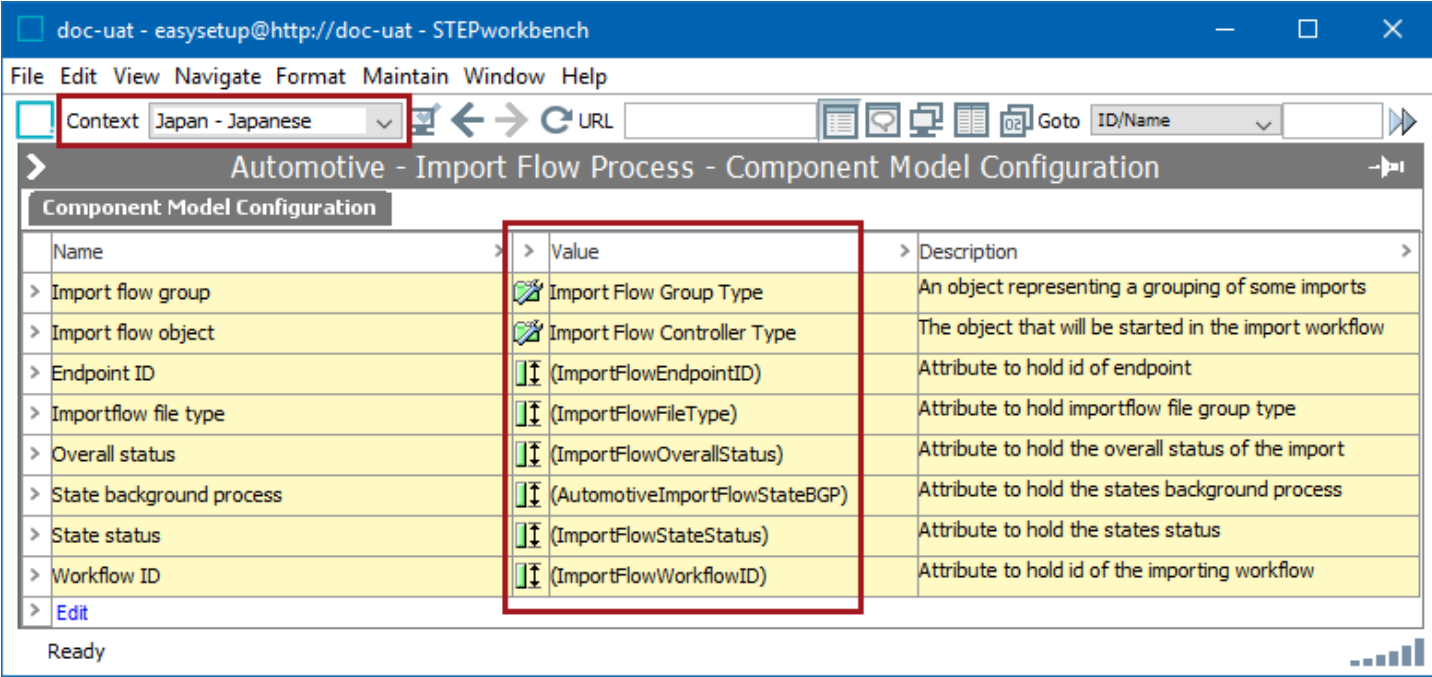 doc-uat - easysetup@http://doc-uat - STEPworkbench
File Edit View Navigate Format Maintain Window Help
Context Japan - Japanese URL 02 Goto ID/Name
Automotive - Import Flow Process - Component Model Configuration
Component Model Configuration
Name > > Value > Description >
> Import flow group Import Flow Group Type An object representing a grouping of some imports
> Import flow object Import Flow Controller Type The object that will be started in the import workflow
> Endpoint ID (ImportFlowEndpointID) Attribute to hold id of endpoint
> Importflow file type (ImportFlowFileType) Attribute to hold importflow file group type
> Overall status (ImportFlowOverallStatus) Attribute to hold the overall status of the import
> State background process (AutomotiveImportFlowStateBGP) Attribute to hold the states background process
> State status (ImportFlowStateStatus) Attribute to hold the states status
> Workflow ID (ImportFlowWorkflowID) Attribute to hold id of the importing workflow
> Edit
Ready